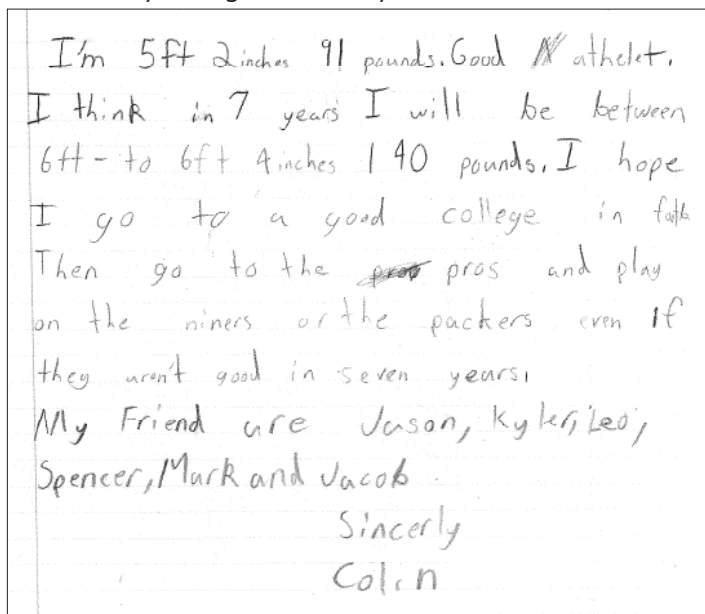 I'm 5ft 2inches 91 pounds. Good athelet.
I think in 7 years I will be between
6ft - to 6ft 4inches 140 pounds. I hope
I go to a good college in
Then go to the pros and play
on the niners or the packers even if
they aren't good in seven years.
My Friend are Jason, Kyler, Leo,
Spencer, Mark and Jacob
Sincerly
Colin